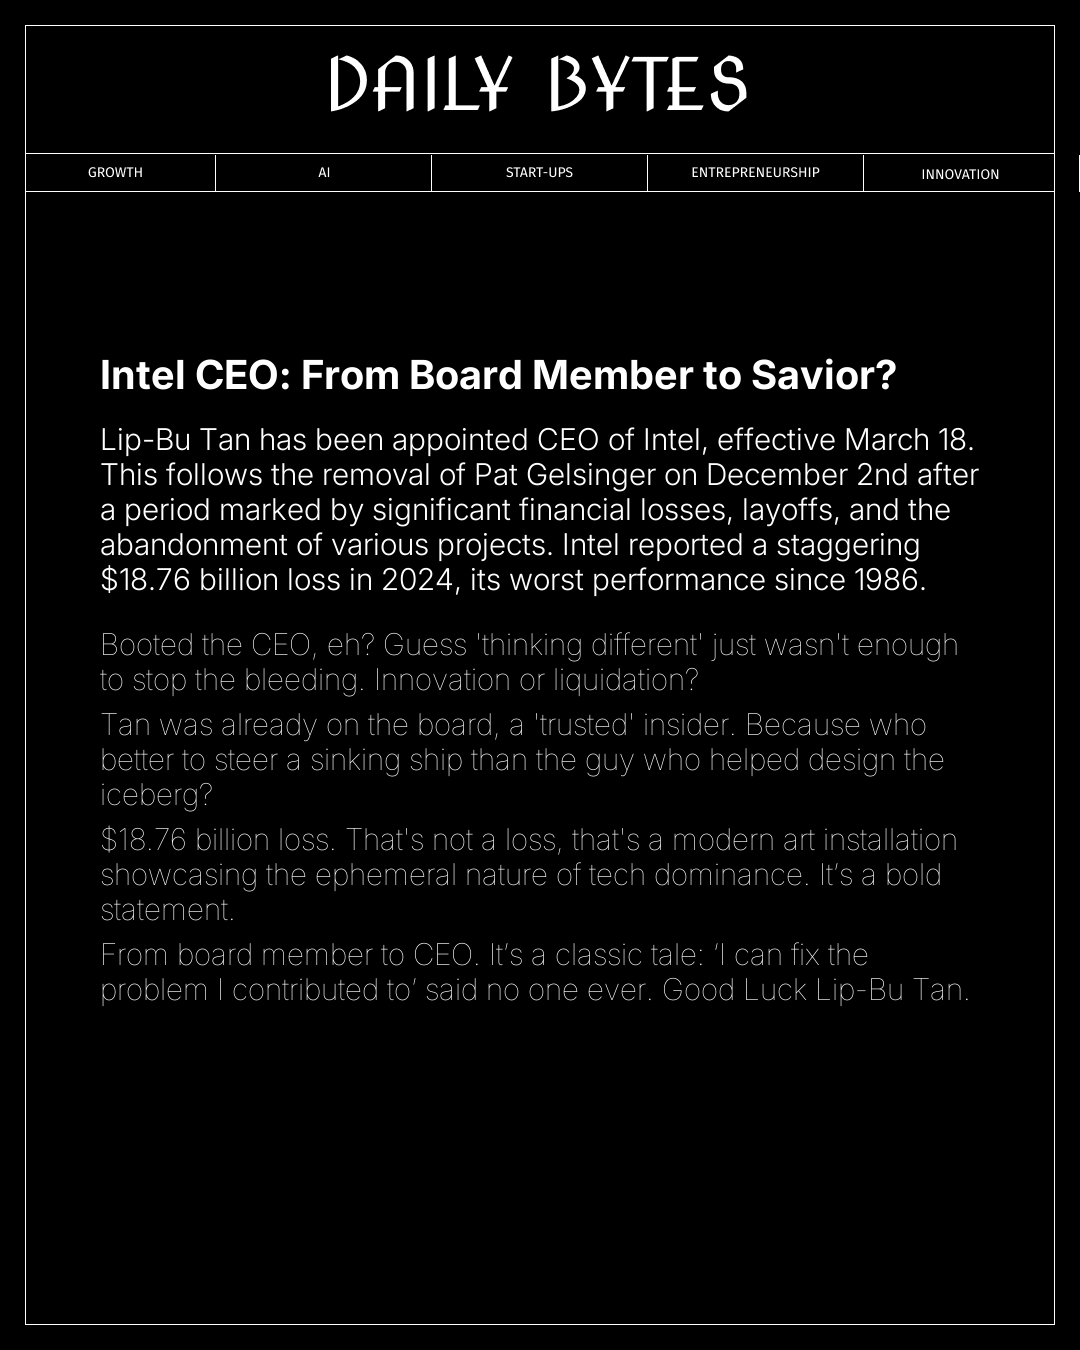 DAILY BYTES
GROWTH
AI
START-UPS
ENTREPRENEURSHIP
INNOVATION
Intel CEO: From Board Member to Savior?
Lip-Bu Tan has been appointed CEO of Intel, effective March 18.
This follows the removal of Pat Gelsinger on December 2nd after
a period marked by significant financial losses, layoffs, and the
abandonment of various projects. Intel reported a staggering
$18.76 billion loss in 2024, its worst performance since 1986.
Booted the CEO, eh? Guess 'thinking different' just wasn't enough
to stop the bleeding. Innovation or liquidation?
Tan was already on the board, a 'trusted' insider. Because who
better to steer a sinking ship than the guy who helped design the
iceberg?
$18.76 billion loss. That's not a loss, that's a modern art installation
showcasing the ephemeral nature of tech dominance. It’s a bold
statement.
From board member to CEO. It’s a classic tale: ‘I can fix the
problem I contributed to’ said no one ever. Good Luck Lip-Bu Tan.